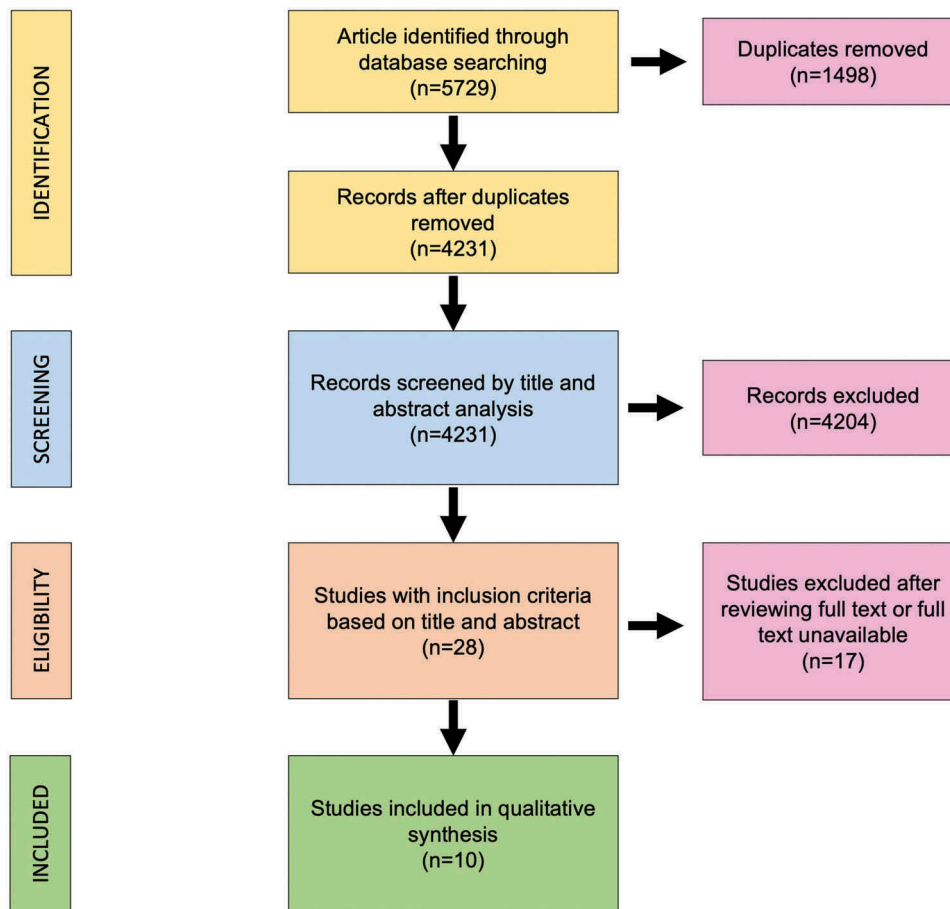 IDENTIFICATION
Article identified through
database searching
(n=5729)
Duplicates removed
(n=1498)
Records after duplicates
removed
(n=4231)
SCREENING
Records screened by title and
abstract analysis
(n=4231)
Records excluded
(n=4204)
ELIGIBILITY
Studies with inclusion criteria
based on title and abstract
(n=28)
Studies excluded after
reviewing full text or full
text unavailable
(n=17)
INCLUDED
Studies included in qualitative
synthesis
(n=10)